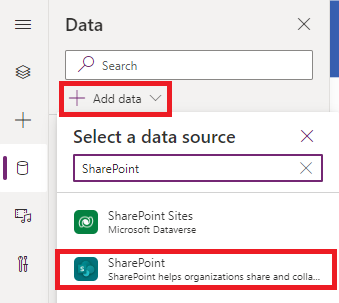 Data
Search
Add data
Select a data source
SharePoint
SharePoint Sites
Microsoft Dataverse
SharePoint
SharePoint helps organizations share and colla...